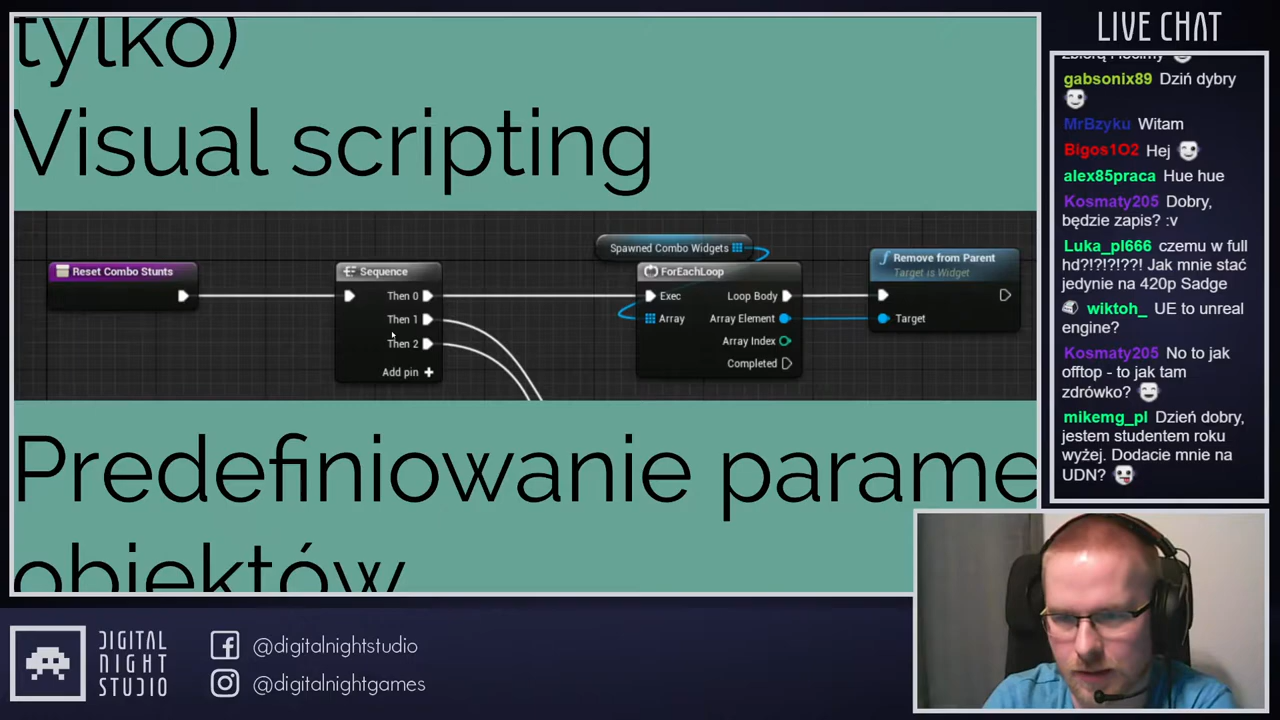 tylko)
Visual scripting
Reset Combo Stunts
Sequence
Then 0
Then 1
Then 2
Add pin +
Spawned Combo Widgets
ForEachLoop
Exec
Loop Body
Array
Array Element
Array Index
Completed
Remove from Parent
Target is Widget
Target
Predefiniowanie parame
obiektów
LIVE CHAT
gabsonix89 Dziń dybry
MrBzyku Witam
Bigos1O2 Hej
alex85praca Hue hue
Kosmaty205 Dobry,
będzie zapis? :v
Luka_pl666 czemu w full
hd?!?!?!??! Jak mnie stać
jedynie na 420p Sadge
wiktoh_ UE to unreal
engine?
Kosmaty205 No to jak
offtop - to jak tam
zdrówko?
mikemg_pl Dzień dobry,
jestem studentem roku
wyżej. Dodacie mnie na
UDN?
DIGITAL
NIGHT
STUDIO
@digitalnightstudio
@digitalnightgames